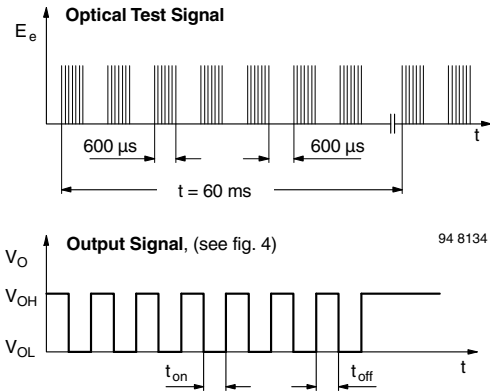 Optical Test Signal
E e
t
600 µs
600 µs
t = 60 ms
94 8134
Output Signal, (see fig. 4)
V O
V OH
V OL
t on
t off
t